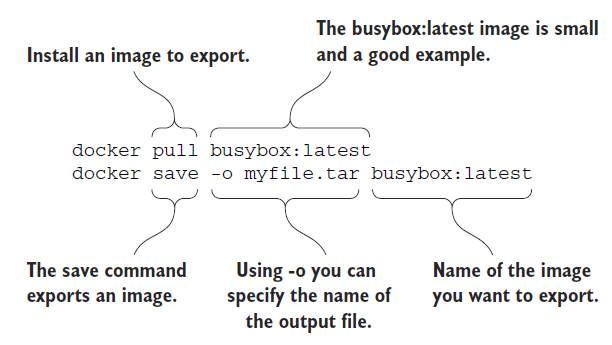 The busybox:latest image is small
and a good example.
Install an image to export.
docker pull busybox:latest
docker save -o myfile.tar busybox:latest
The save command
exports an image.
Using -o you can
specify the name of
the output file.
Name of the image
you want to export.